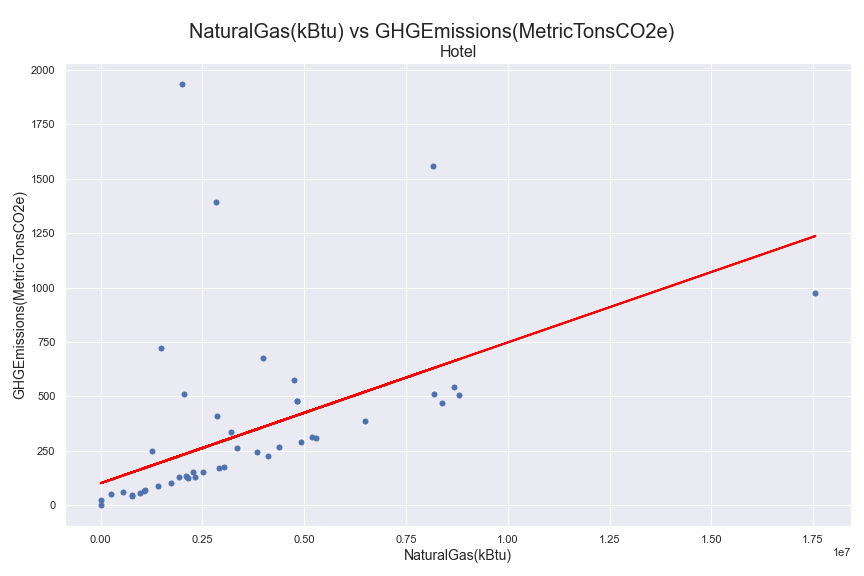 NaturalGas(kBtu) vs GHGEmissions(MetricTonsCO2e)
Hotel
GHGEmissions(MetricTonsCO2e)
2000
1750
1500
1250
1000
750
500
250
0
0.00 0.25 0.50 0.75 1.00 1.25 1.50 1.75
1e7
NaturalGas(kBtu)